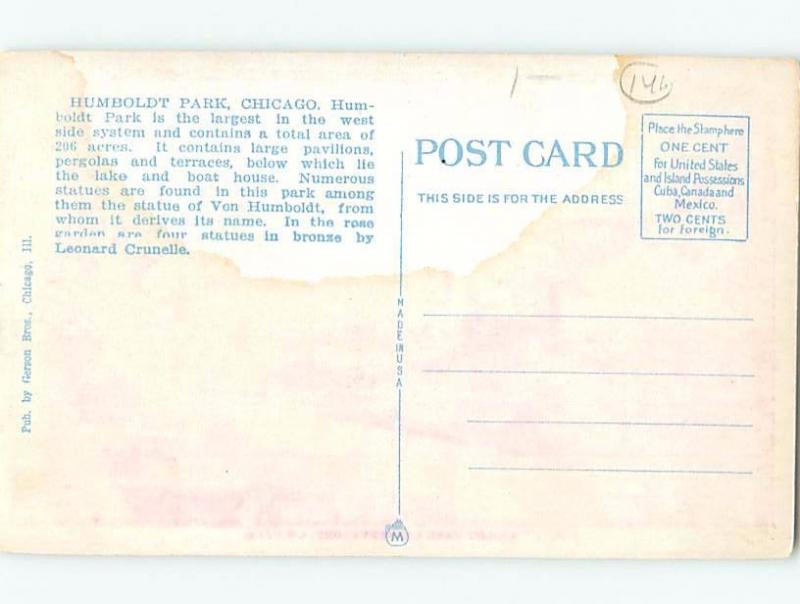 HUMBOLDT PARK, CHICAGO. Hum-
boldt Park is the largest in the west
side system and contains a total area of
206 acres. It contains large pavilions,
pergolas and terraces, below which lie
the lake and boat house. Numerous
statues are found in this park among
them the statue of Von Humboldt, from
whom it derives its name. In the rose
garden are four statues in bronze by
Leonard Crunelle.
Pub. by Gerson Bros., Chicago, Ill.
MADE IN USA
W
POST CARD
THIS SIDE IS FOR THE ADDRESS
146
Place the Stamp here
ONE CENT
For United States
and Island Possessions
Cuba, Canada and
Mexico.
TWO CENTS
for Foreign.